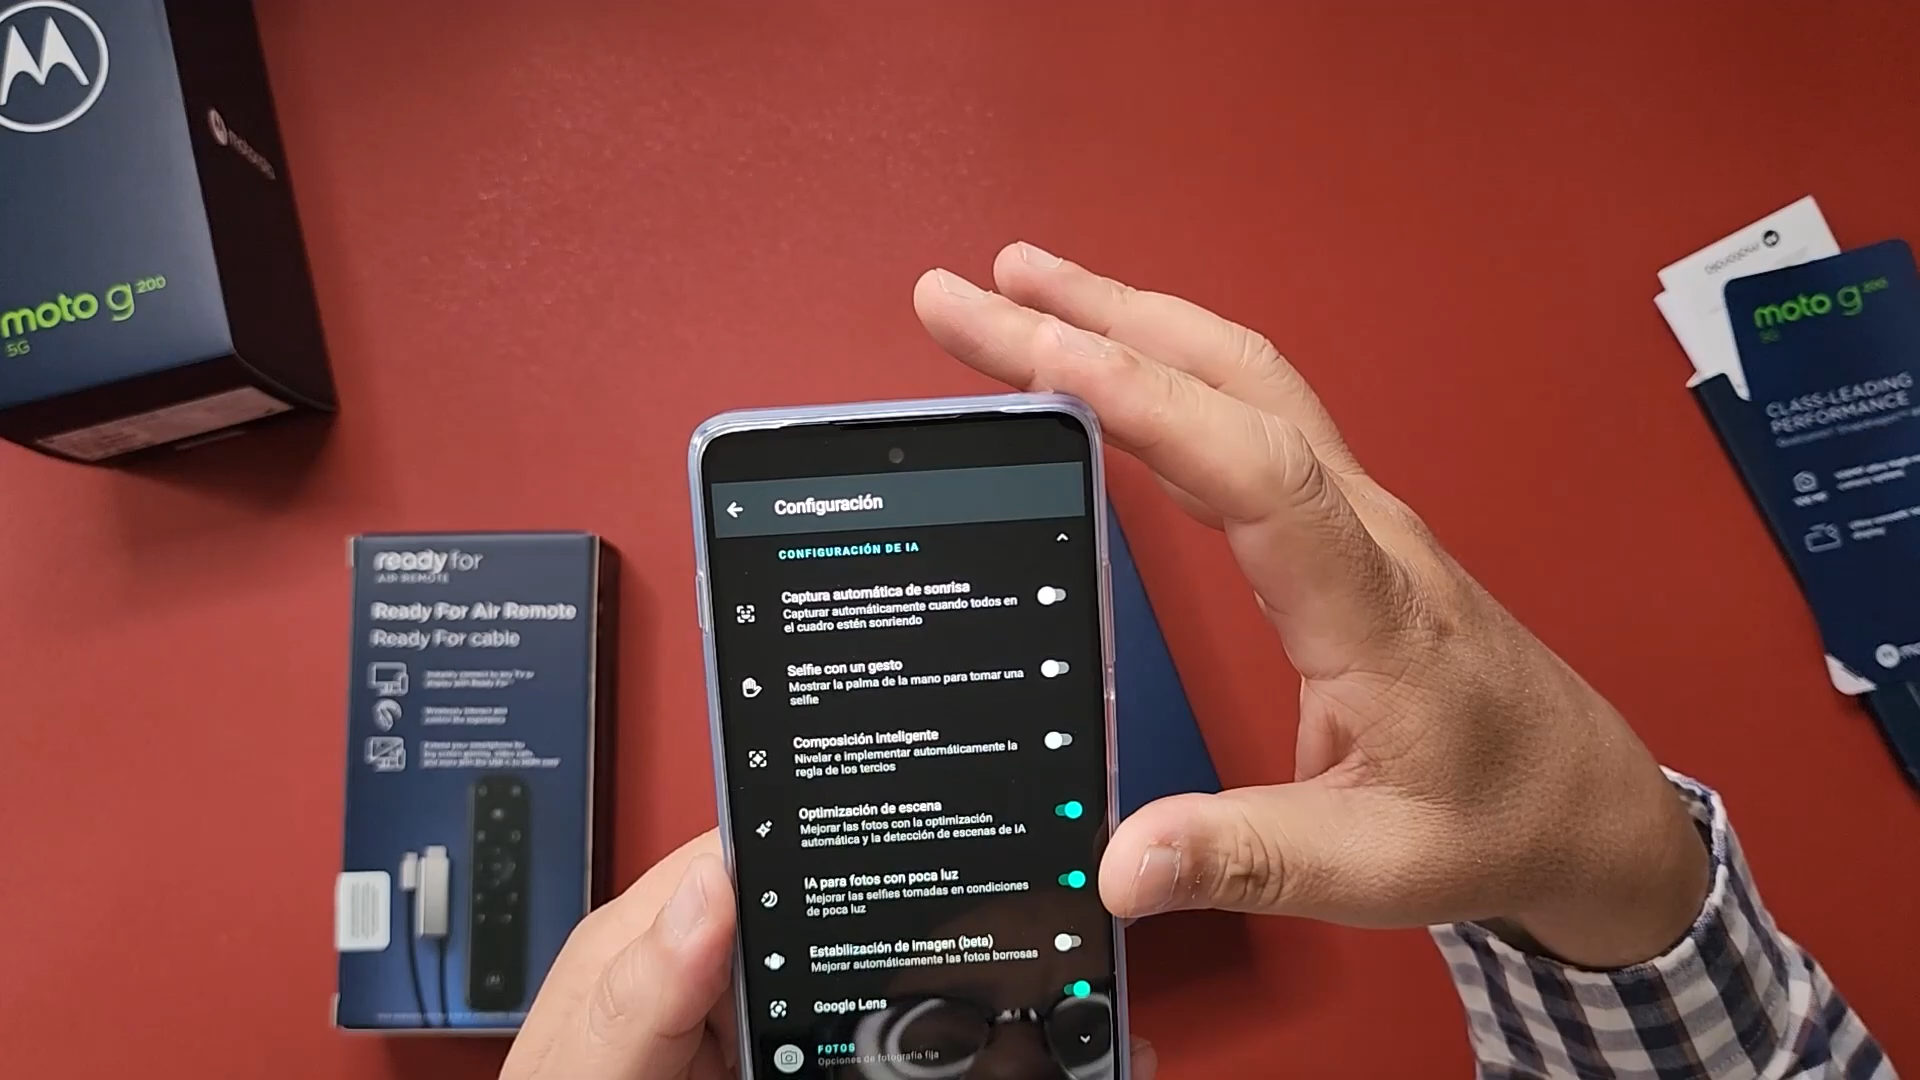 moto g 200
5G
motorola
ready for
AIR REMOTE
Ready For Air Remote
Ready For cable
Configuración
CONFIGURACIÓN DE IA
Captura automática de sonrisa
Capturar automáticamente cuando todos en
el cuadro estén sonriendo
Selfie con un gesto
Mostrar la palma de la mano para tomar una
selfie
Composición inteligente
Nivelar e implementar automáticamente la
regla de los tercios
Optimización de escena
Mejorar las fotos con la optimización
automática y la detección de escenas de IA
IA para fotos con poca luz
Mejorar las selfies tomadas en condiciones
de poca luz
Estabilización de imagen (beta)
Mejorar automáticamente las fotos borrosas
Google Lens
FOTOS
Opciones de fotografía fija
motorola
moto g 200
5G
CLASS-LEADING
PERFORMANCE